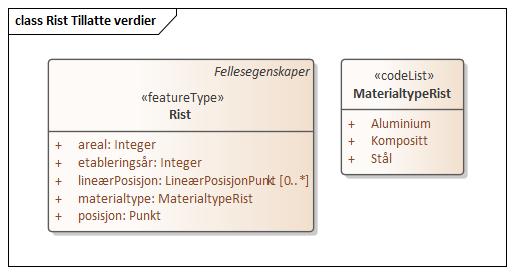 class Rist Tillatte verdier
Fellesegenskaper
«featureType»
Rist
+ areal: Integer
+ etableringsår: Integer
+ lineærPosisjon: LineærPosisjonPunkt [0..*]
+ materialtype: MaterialtypeRist
+ posisjon: Punkt
«codeList»
MaterialtypeRist
+ Aluminium
+ Kompositt
+ Stål